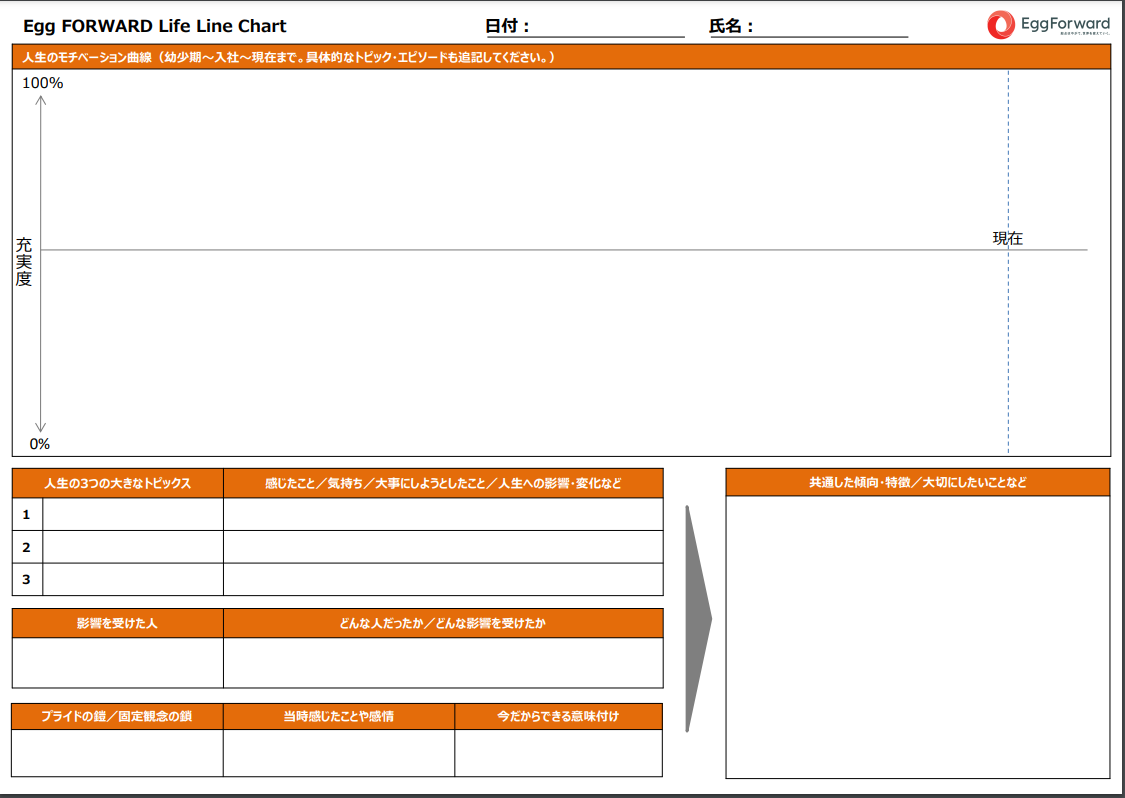 Egg FORWARD Life Line Chart
日付：
氏名：
EggForward
人生のモチベーション曲線（幼少期～入社～現在まで。具体的なトピック・エピソードも追記してください。）
100%
充実度
現在
0%
人生の3つの大きなトピックス
感じたこと／気持ち／大事にしようとしたこと／人生への影響・変化など
1
2
3
影響を受けた人
どんな人だったか／どんな影響を受けたか
プライドの鎧／固定観念の鎖
当時感じたことや感情
今だからできる意味付け
共通した傾向・特徴／大切にしたいことなど